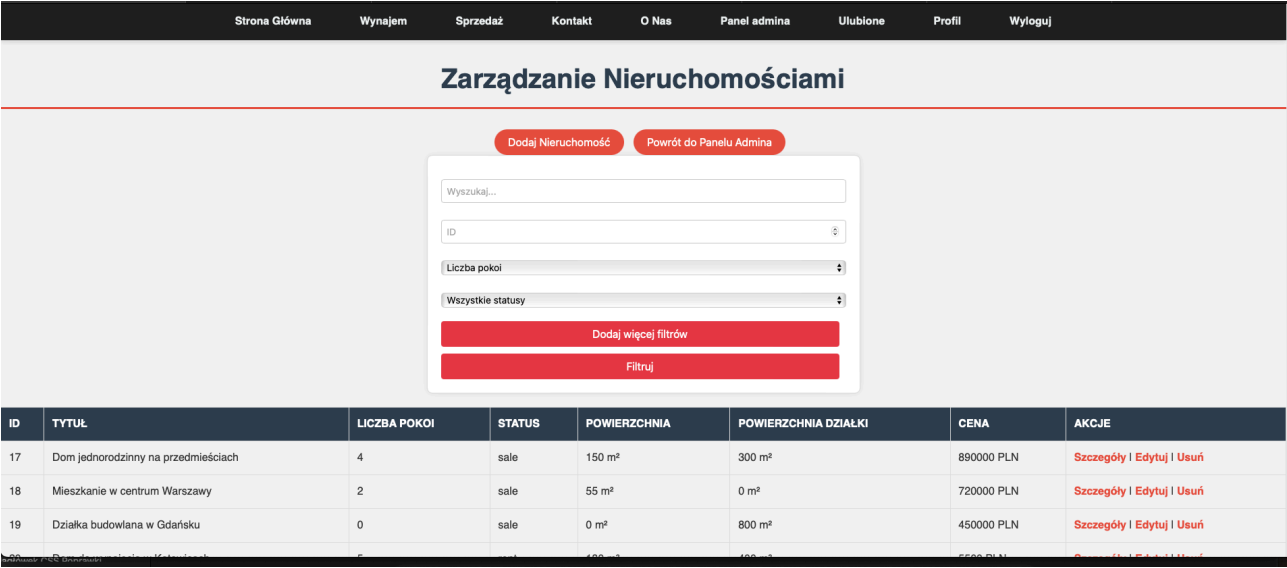 Strona Główna Wynajem Sprzedaż Kontakt O Nas Panel admina Ulubione Profil Wyloguj
Zarządzanie Nieruchomościami
Dodaj Nieruchomość Powrót do Panelu Admina
Wyszukaj...
ID
Liczba pokoi
Wszystkie statusy
Dodaj więcej filtrów
Filtruj
ID TYTUŁ LICZBA POKOI STATUS POWIERZCHNIA POWIERZCHNIA DZIAŁKI CENA AKCJE
17 Dom jednorodzinny na przedmieściach 4 sale 150 m² 300 m² 890000 PLN Szczegóły | Edytuj | Usuń
18 Mieszkanie w centrum Warszawy 2 sale 55 m² 0 m² 720000 PLN Szczegóły | Edytuj | Usuń
19 Działka budowlana w Gdańsku 0 sale 0 m² 800 m² 450000 PLN Szczegóły | Edytuj | Usuń